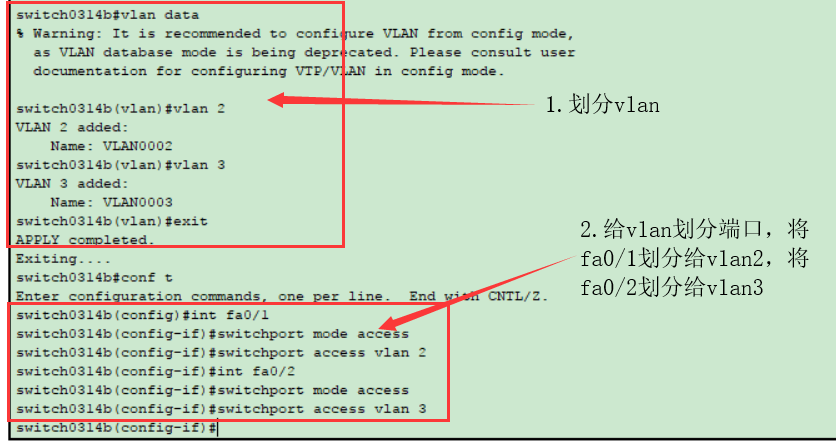 switch0314b#vlan data
% Warning: It is recommended to configure VLAN from config mode,
  as VLAN database mode is being deprecated. Please consult user
  documentation for configuring VTP/VLAN in config mode.
switch0314b(vlan)#vlan 2
VLAN 2 added:
    Name: VLAN0002
switch0314b(vlan)#vlan 3
VLAN 3 added:
    Name: VLAN0003
switch0314b(vlan)#exit
APPLY completed.
Exiting....
switch0314b#conf t
Enter configuration commands, one per line.  End with CNTL/Z.
switch0314b(config)#int fa0/1
switch0314b(config-if)#switchport mode access
switch0314b(config-if)#switchport access vlan 2
switch0314b(config-if)#int fa0/2
switch0314b(config-if)#switchport mode access
switch0314b(config-if)#switchport access vlan 3
switch0314b(config-if)#
1.划分vlan
2.给vlan划分端口，将
fa0/1划分给vlan2，将
fa0/2划分给vlan3